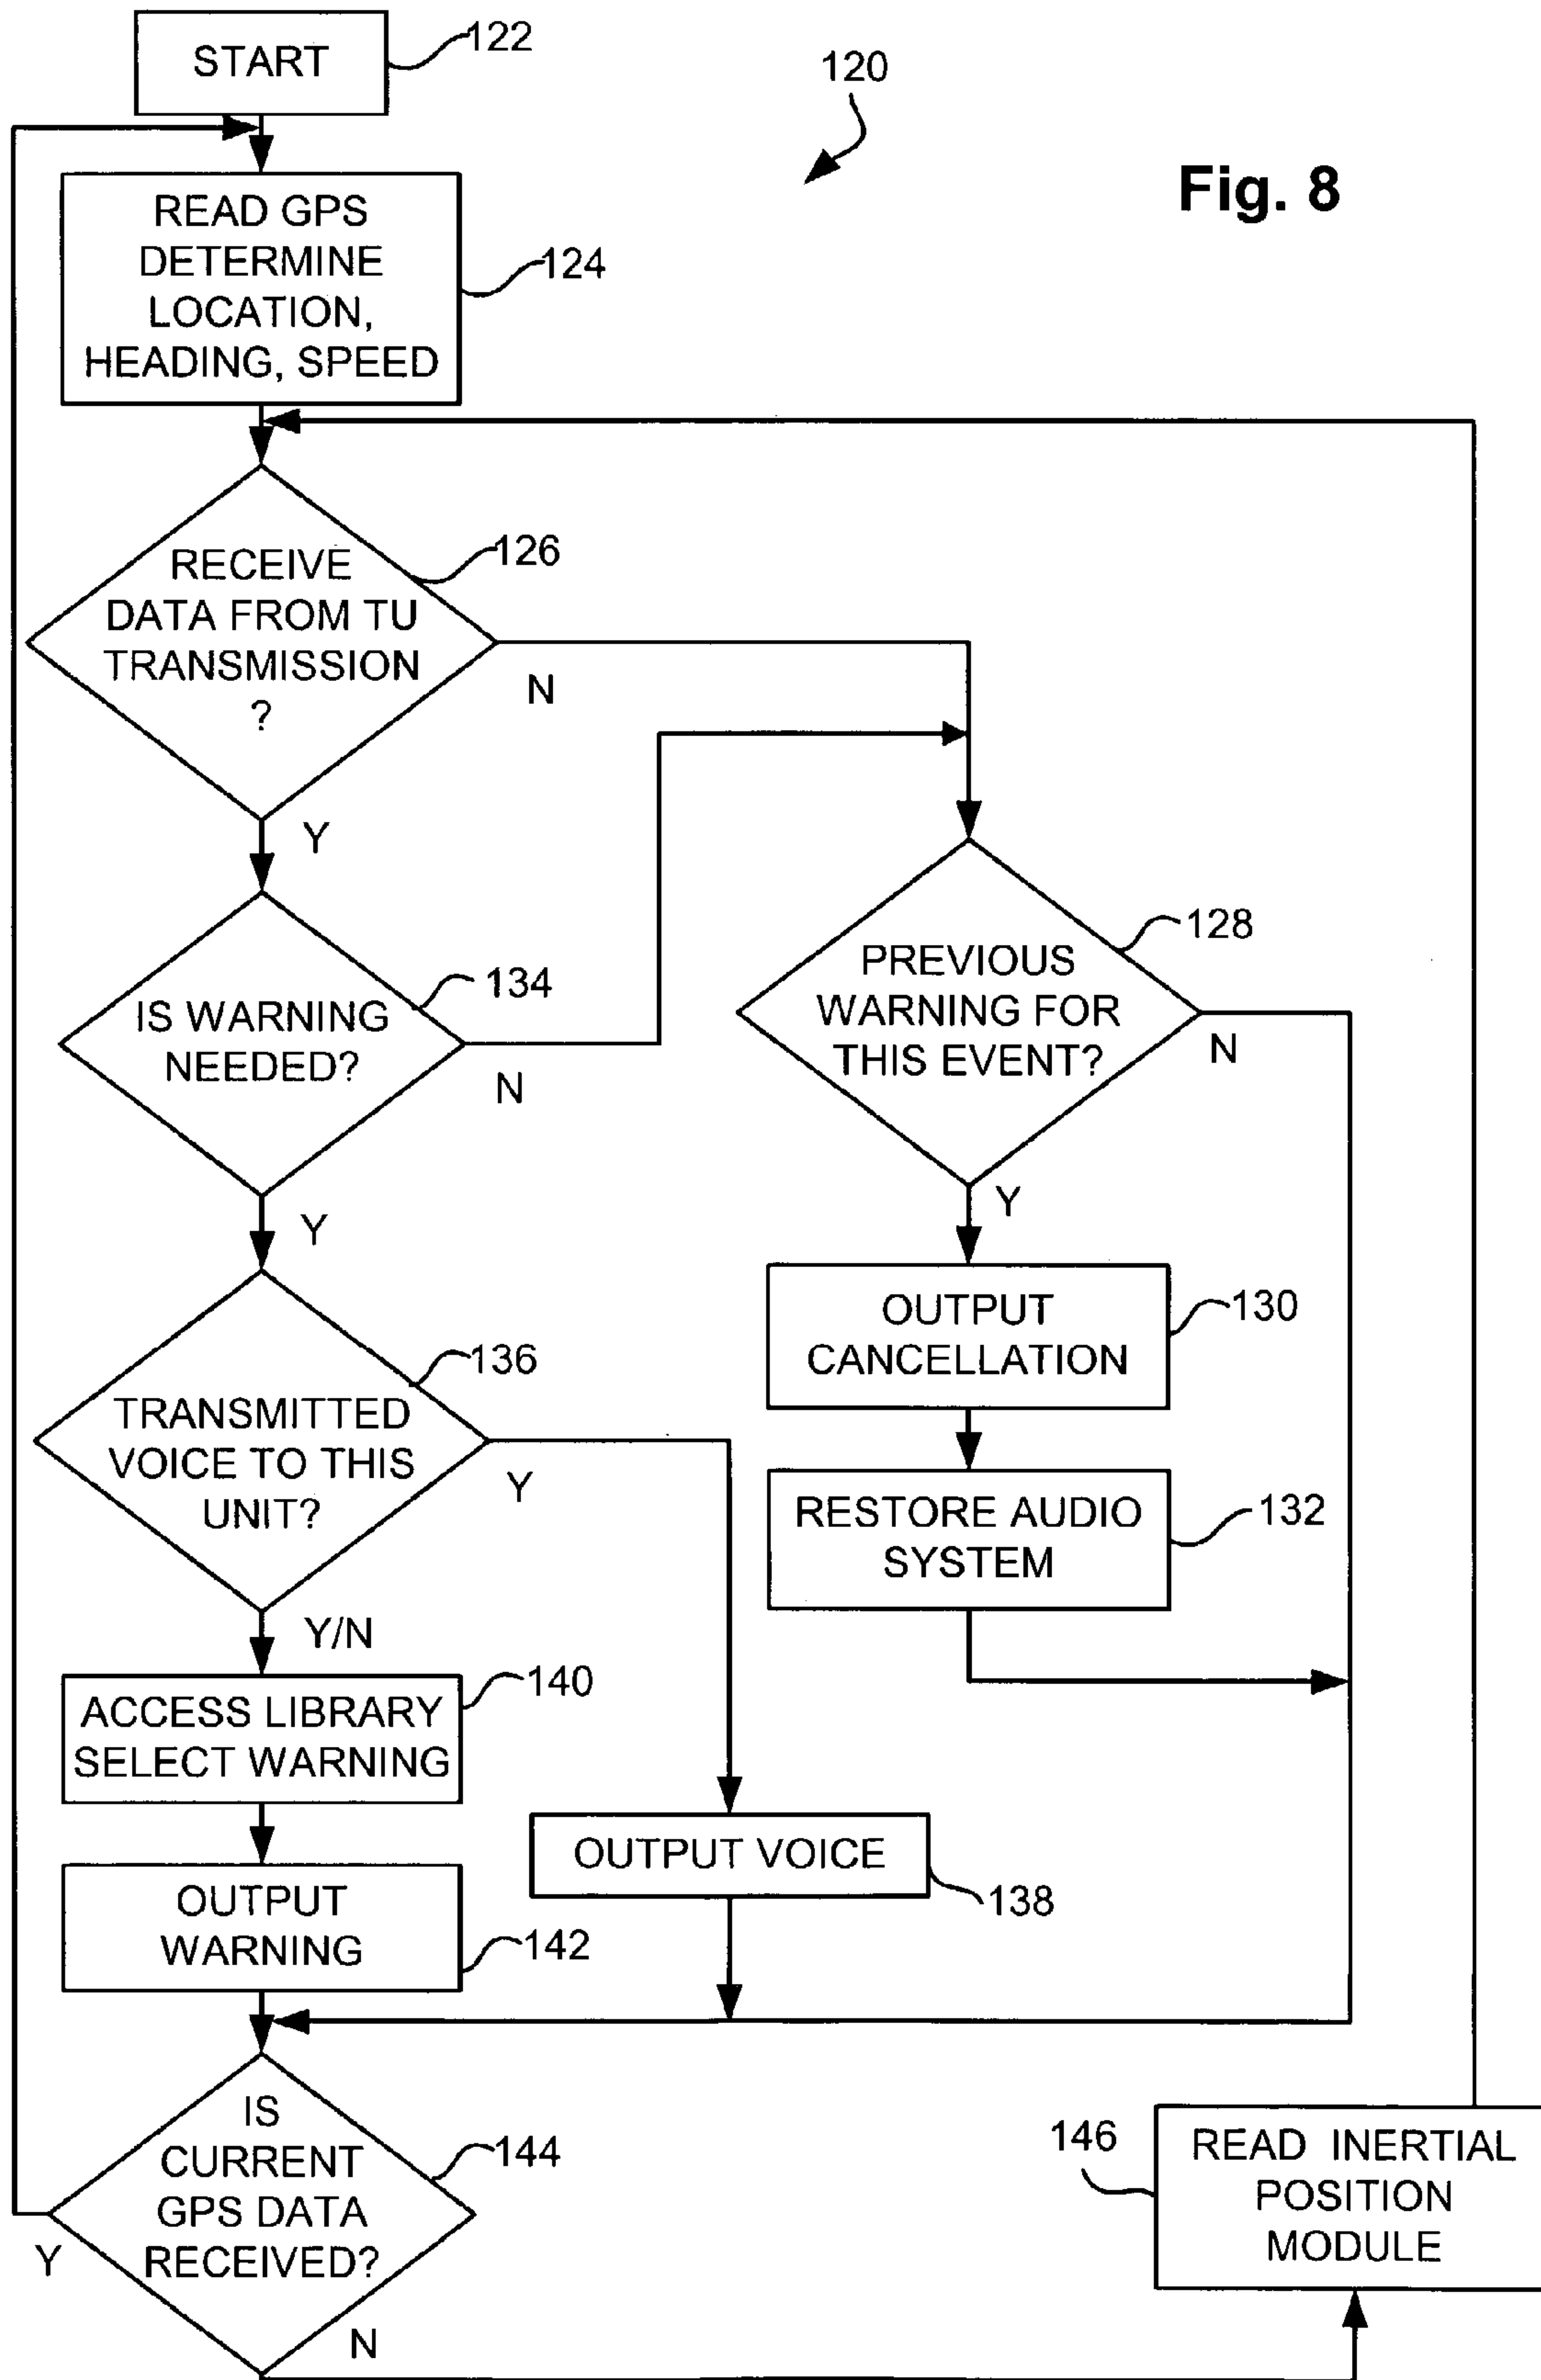 START
122
120
Fig. 8
READ GPS
DETERMINE
LOCATION,
HEADING, SPEED
124
RECEIVE
DATA FROM TU
TRANSMISSION
?
126
N
Y
IS WARNING
NEEDED?
134
N
Y
PREVIOUS
WARNING FOR
THIS EVENT?
128
N
Y
OUTPUT
CANCELLATION
130
RESTORE AUDIO
SYSTEM
132
TRANSMITTED
VOICE TO THIS
UNIT?
136
Y
Y/N
ACCESS LIBRARY
SELECT WARNING
140
OUTPUT VOICE
138
OUTPUT
WARNING
142
IS
CURRENT
GPS DATA
RECEIVED?
144
Y
N
146
READ INERTIAL
POSITION
MODULE